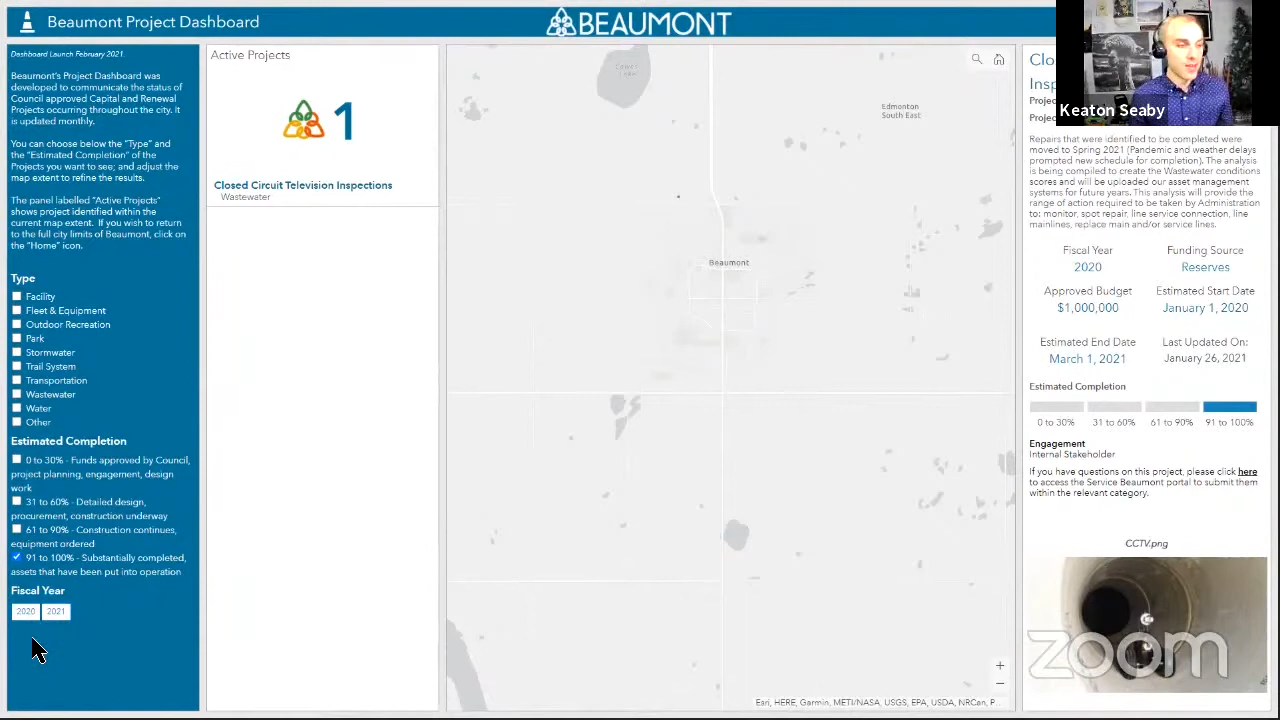 Beaumont Project Dashboard
BEAUMONT
Keaton Seaby
Dashboard Launch February 2021.
Beaumont's Project Dashboard was
developed to communicate the status of
Council approved Capital and Renewal
Projects occurring throughout the city. It
is updated monthly.
You can choose below the "Type" and
the "Estimated Completion" of the
Projects you want to see; and adjust the
map extent to refine the results.
The panel labelled "Active Projects"
shows project identified within the
current map extent. If you wish to return
to the full city limits of Beaumont, click on
the "Home" icon.
Type
Facility
Fleet & Equipment
Outdoor Recreation
Park
Stormwater
Trail System
Transportation
Wastewater
Water
Other
Estimated Completion
0 to 30% - Funds approved by Council,
project planning, engagement, design
work
31 to 60% - Detailed design,
procurement, construction underway
61 to 90% - Construction continues,
equipment ordered
91 to 100% - Substantially completed,
assets that have been put into operation
Fiscal Year
2020 2021
Active Projects
1
Closed Circuit Television Inspections
Wastewater
Edmonton
South East
Beaumont
+
−
Esri, HERE, Garmin, METI/NASA, USGS, EPA, USDA, NRCan, P...
Clo
Insp
Projec
Projec
Repairs that were identified to be completed were
moved to Spring 2021 (Pandemic and weather delays
prompted new schedule for completion). The analysis
is being compiled to create the Wastewater conditions
scores and will be uploaded our asset management
systems for future years. This analysis will provide the
range of action required to be taken by Administration
to: monitor, spot repair, line service connection, line
mainlines, replace main and/or service lines.
Fiscal Year
2020
Funding Source
Reserves
Approved Budget
$1,000,000
Estimated Start Date
January 1, 2020
Estimated End Date
March 1, 2021
Last Updated On:
January 26, 2021
Estimated Completion
0 to 30% 31 to 60% 61 to 90% 91 to 100%
Engagement
Internal Stakeholder
If you have questions on this project, please click here
to access the Service Beaumont portal to submit them
within the relevant category.
CCTV.png
zoom